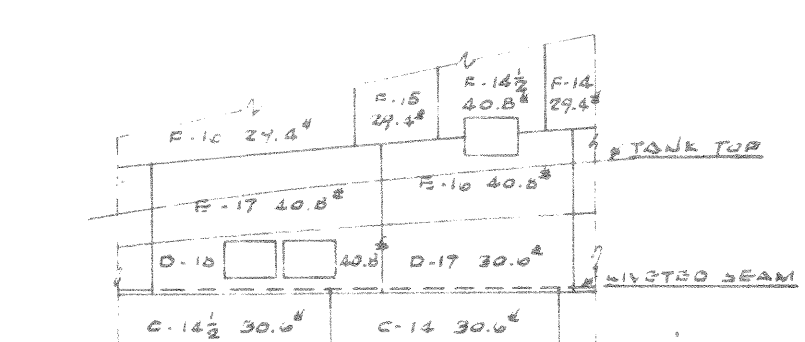 F-14½
40.8#
F-14
29.4#
F-15
29.4#
F-16 29.4#
TANK TOP
E-16 40.8#
E-17 40.8#
D-18
40.8#
D-17 30.6#
RIVETED SEAM
C-14½ 30.6#
C-14 30.6#